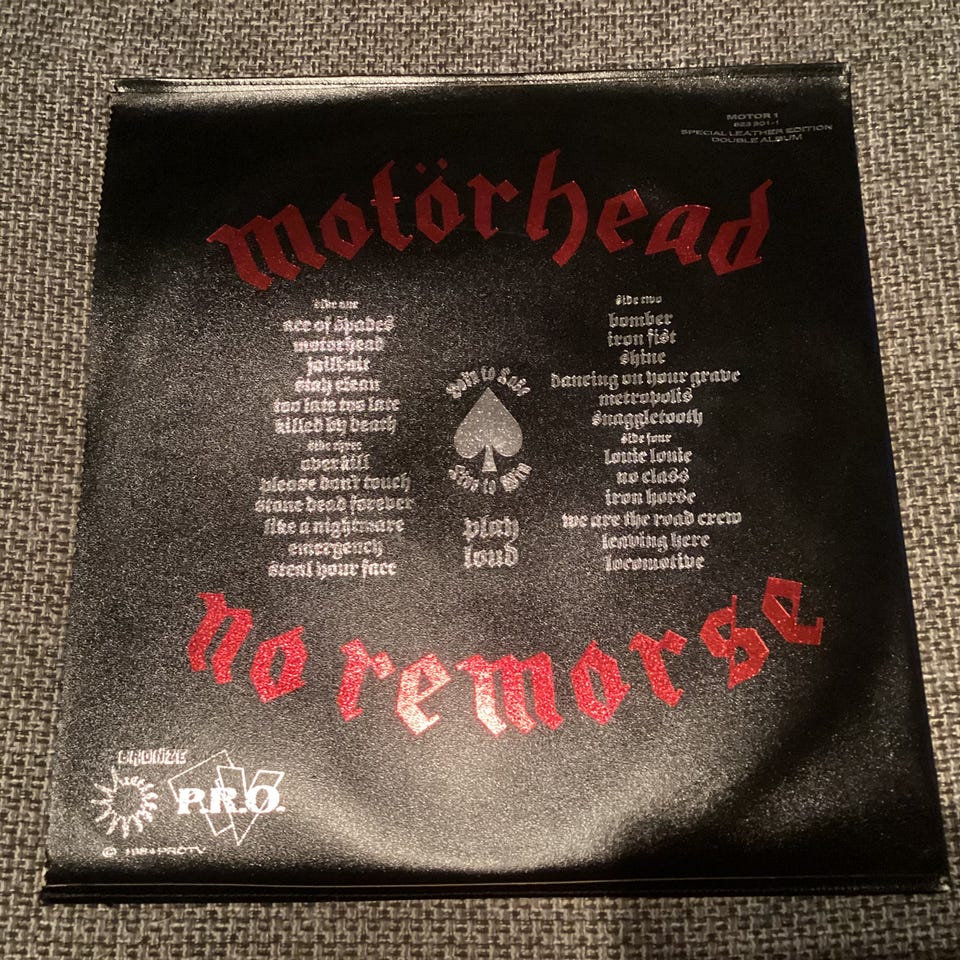 MOTOR 1
823 301-1
SPECIAL LEATHER EDITION
DOUBLE ALBUM
motörhead
side one
ace of spades
motorhead
jailbait
stay clean
too late too late
killed by death
side two
bomber
iron fist
shine
dancing on your grave
metropolis
snaggletooth
side three
overkill
please don't touch
stone dead forever
like a nightmare
emergency
steal your face
side four
louie louie
no class
iron horse
we are the road crew
leaving here
locomotive
Born to Lose
Live to Win
play
loud
no remorse
BRONZE
P.R.O.
© 1984 PROTV